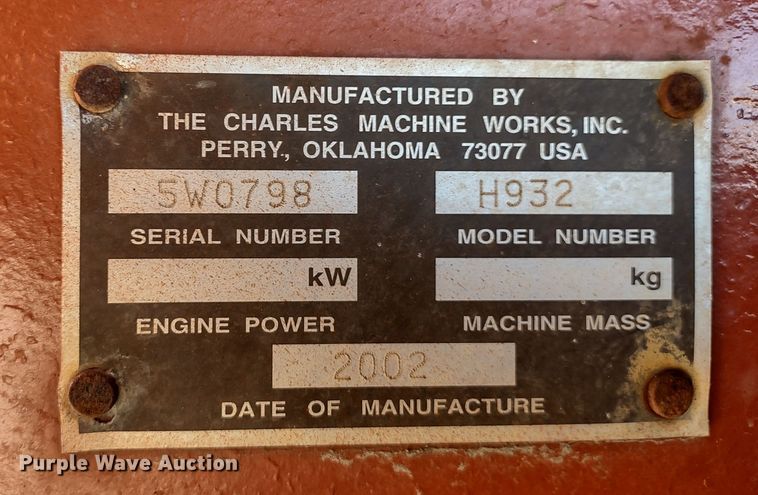 MANUFACTURED BY
THE CHARLES MACHINE WORKS, INC.
PERRY., OKLAHOMA 73077 USA
5W0798 H932
SERIAL NUMBER MODEL NUMBER
kW kg
ENGINE POWER MACHINE MASS
2002
DATE OF MANUFACTURE
Purple Wave Auction